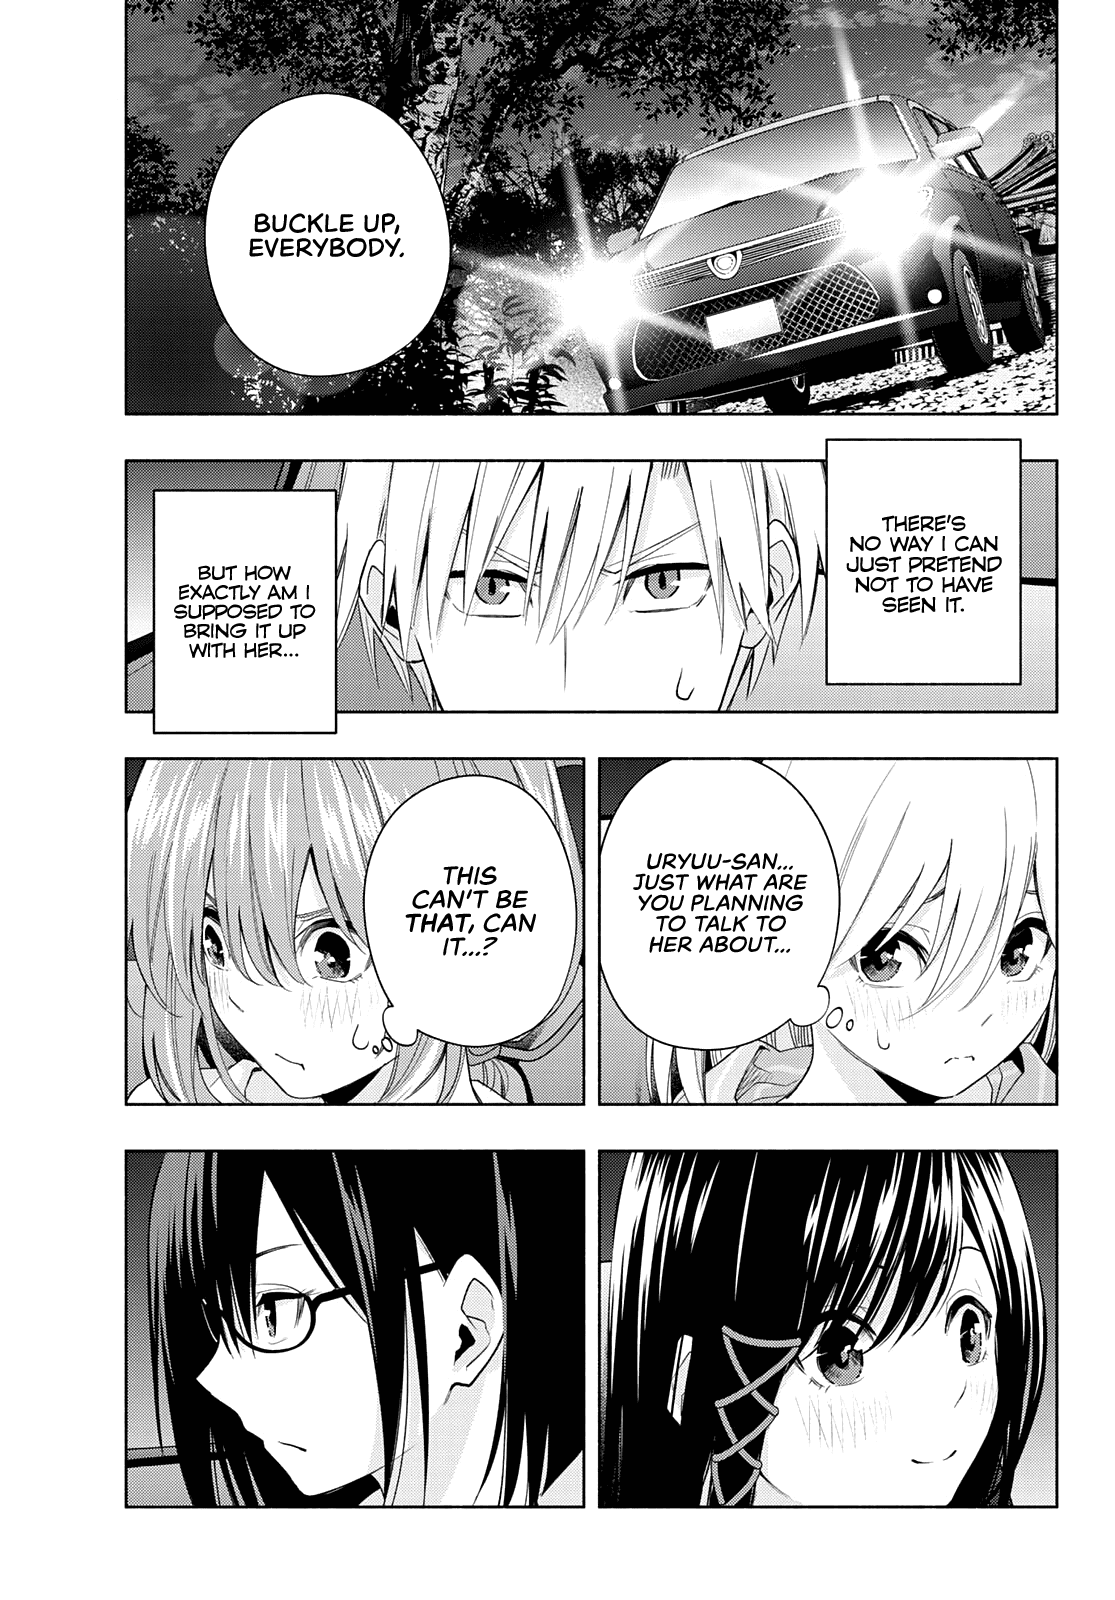 BUCKLE UP,
EVERYBODY.
THERE'S
NO WAY I CAN
JUST PRETEND
NOT TO HAVE
SEEN IT.
BUT HOW
EXACTLY AM I
SUPPOSED TO
BRING IT UP
WITH HER...
URYUU-SAN...
JUST WHAT ARE
YOU PLANNING
TO TALK TO
HER ABOUT...
THIS
CAN'T BE
THAT, CAN
IT...?